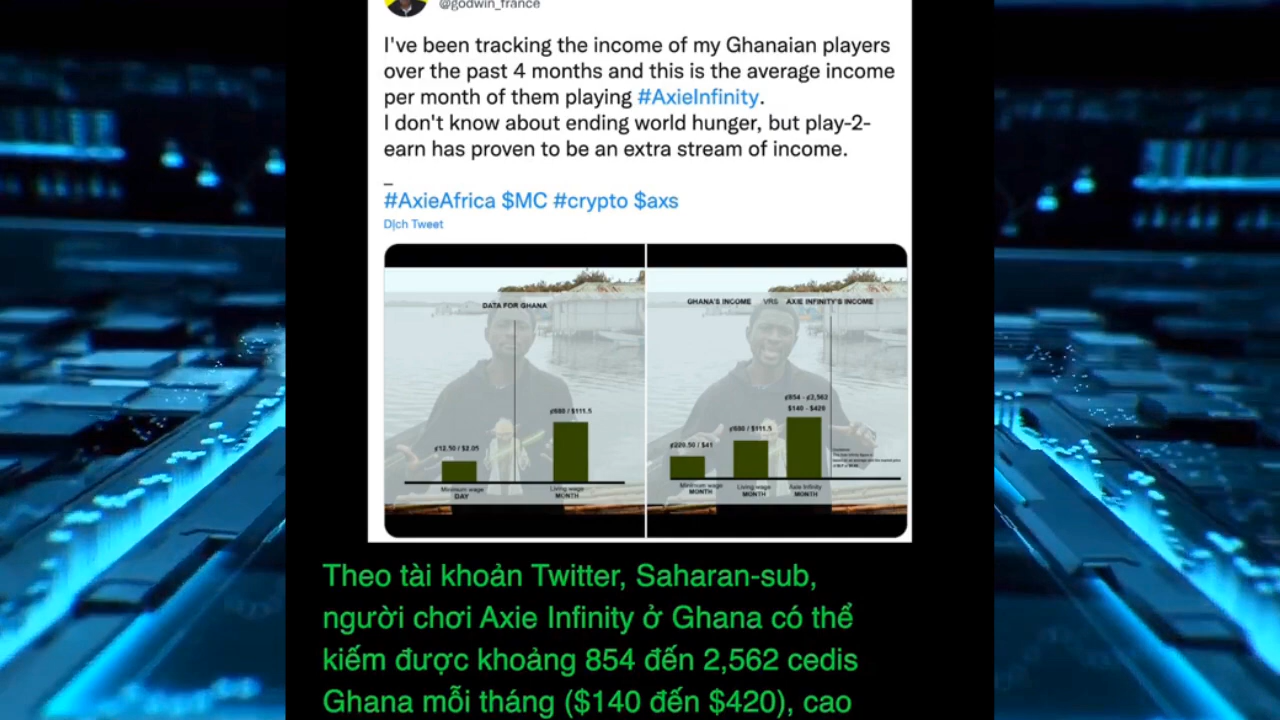 @godwin_france
I've been tracking the income of my Ghanaian players
over the past 4 months and this is the average income
per month of them playing #AxieInfinity.
I don't know about ending world hunger, but play-2-
earn has proven to be an extra stream of income.
_
#AxieAfrica $MC #crypto $axs
Dịch Tweet
DATA FOR GHANA
¢680 / $111.5
¢12.50 / $2.05
Minimum wage
DAY
Living wage
MONTH
GHANA'S INCOME VRS AXIE INFINITY'S INCOME
¢854 - ¢2,562
$140 - $420
¢680 / $111.5
¢220.50 / $41
Minimum wage
MONTH
Living wage
MONTH
Axie Infinity
MONTH
Theo tài khoản Twitter, Saharan-sub,
người chơi Axie Infinity ở Ghana có thể
kiếm được khoảng 854 đến 2,562 cedis
Ghana mỗi tháng ($140 đến $420), cao